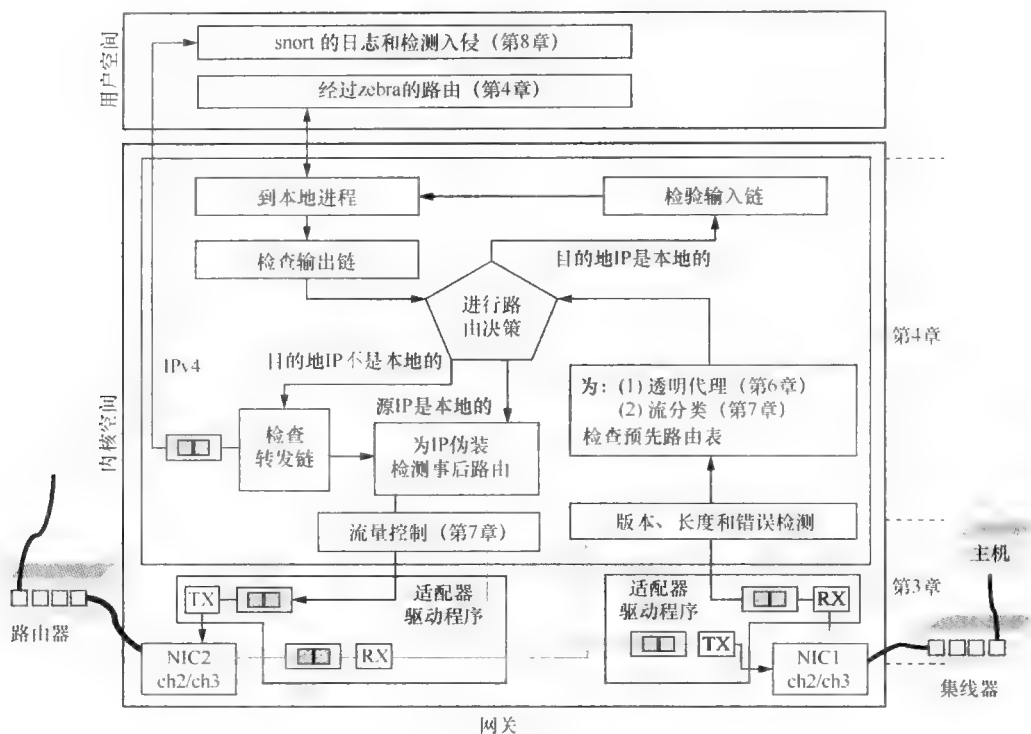 用户空间
snort 的日志和检测入侵（第8章）
经过zebra的路由（第4章）
内核空间
到本地进程
检验输入链
检查输出链
目的地IP是本地的
进行路
由决策
第4章
IPv4
目的地IP不是本地的
为：(1) 透明代理（第6章）
(2) 流分类（第7章）
检查预先路由表
源IP是本地的
检查
转发链
为IP伪装
检测事后路由
流量控制（第7章）
版本、长度和错误检测
主机
第3章
TX
适配器
驱动程序
适配器
驱动程序
RX
路由器
RX
TX
NIC2
ch2/ch3
NIC1
ch2/ch3
集线器
网关